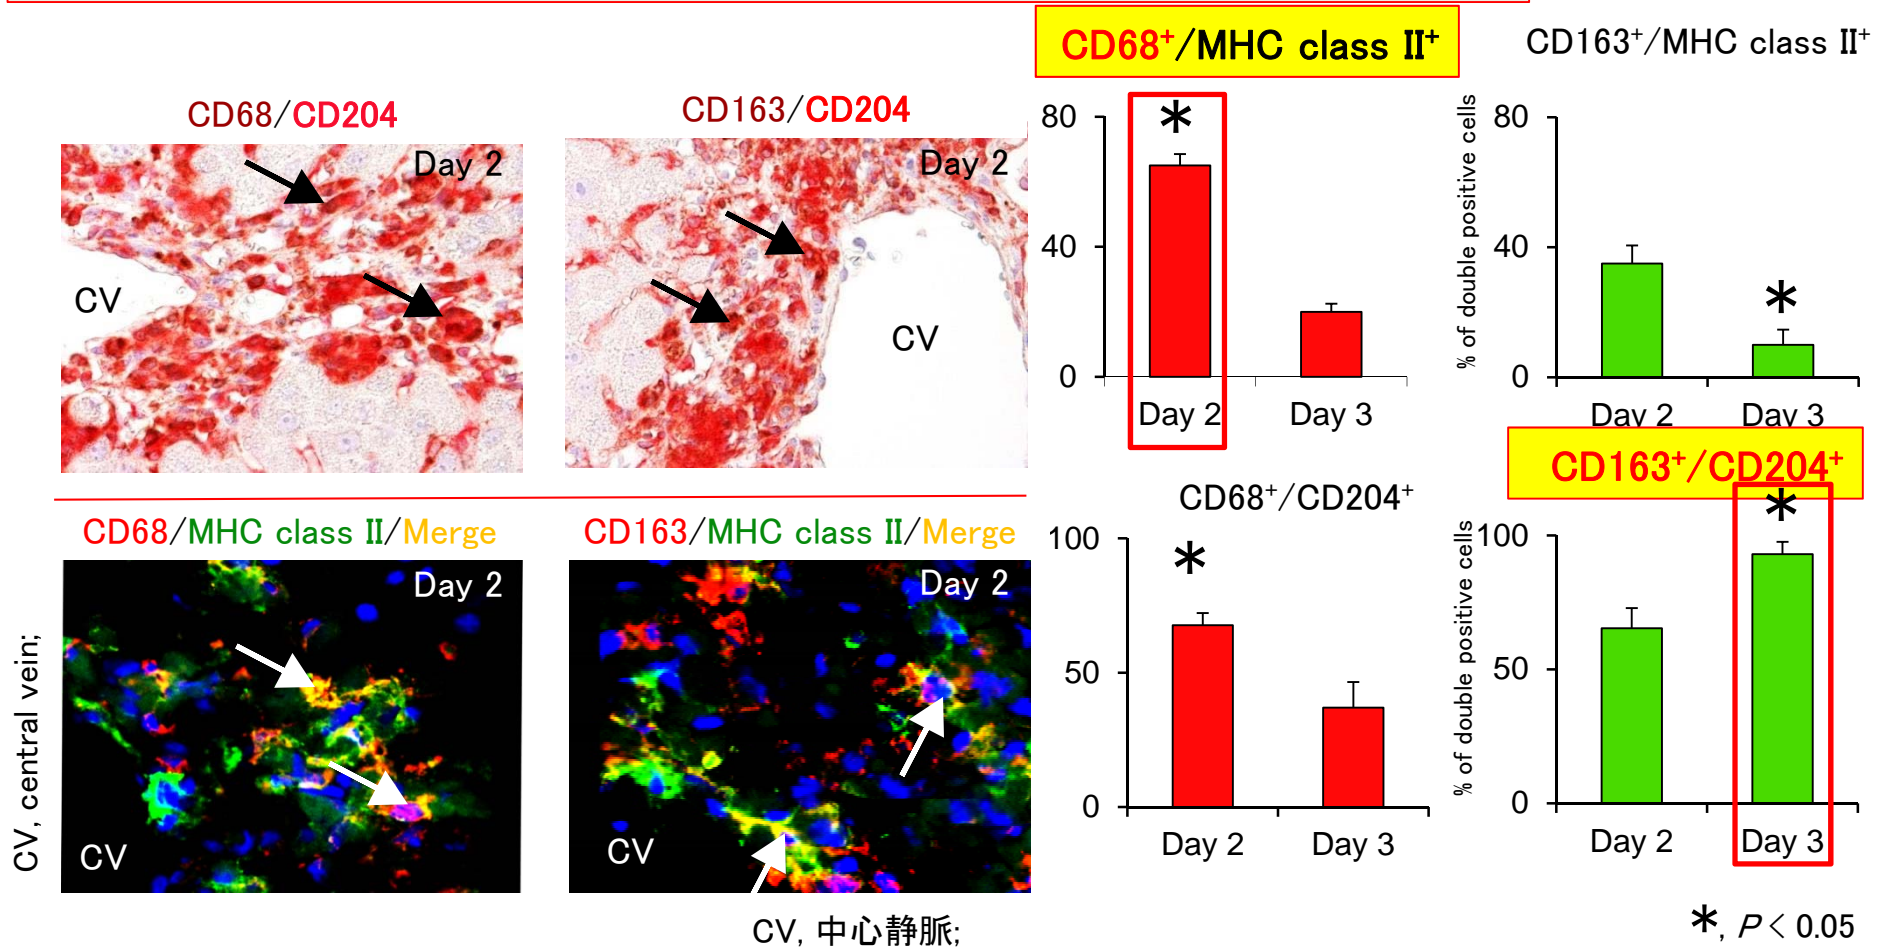 CD68⁺/MHC class II⁺
CD163⁺/MHC class II⁺
CD68/CD204
CD163/CD204
Day 2
CV
Day 2
CV
80
40
0
*
Day 2
Day 3
% of double positive cells
80
40
0
*
Day 2
Day 3
CD68/MHC class II/Merge
CD163/MHC class II/Merge
CD68⁺/CD204⁺
CD163⁺/CD204⁺
Day 2
CV
Day 2
CV
100
50
0
*
Day 2
Day 3
% of double positive cells
100
50
0
*
Day 2
Day 3
CV, central vein;
CV, 中心静脈;
*, P < 0.05